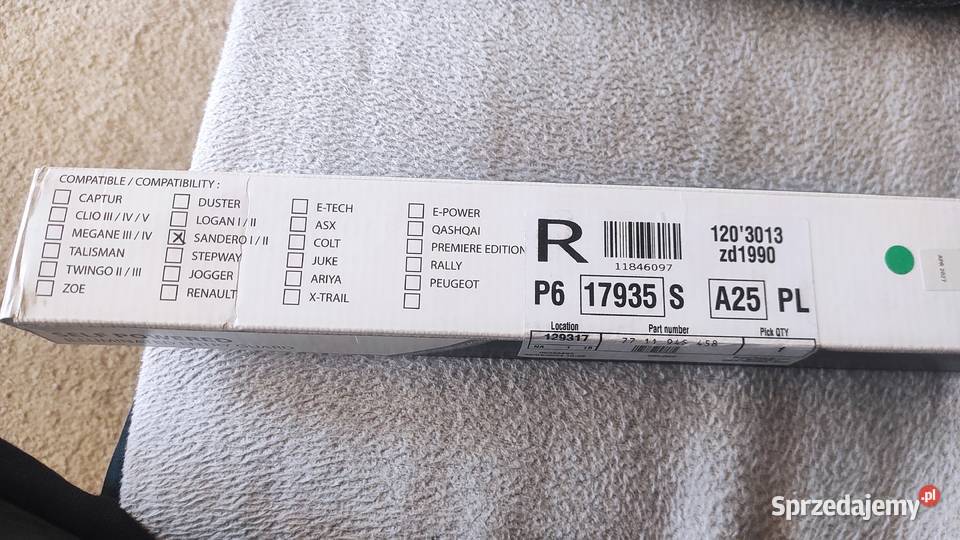 COMPATIBLE / COMPATIBILITY :
CAPTUR
CLIO III / IV / V
MEGANE III / IV
TALISMAN
TWINGO II / III
ZOE
DUSTER
LOGAN I / II
SANDERO I / II
STEPWAY
JOGGER
RENAULT
E-TECH
ASX
COLT
JUKE
ARIYA
X-TRAIL
E-POWER
QASHQAI
PREMIERE EDITION
RALLY
PEUGEOT
R
11846097
120'3013
zd1990
P6 17935 S A25 PL
Location Part number Pick QTY
129317
Sprzedajemy.pl